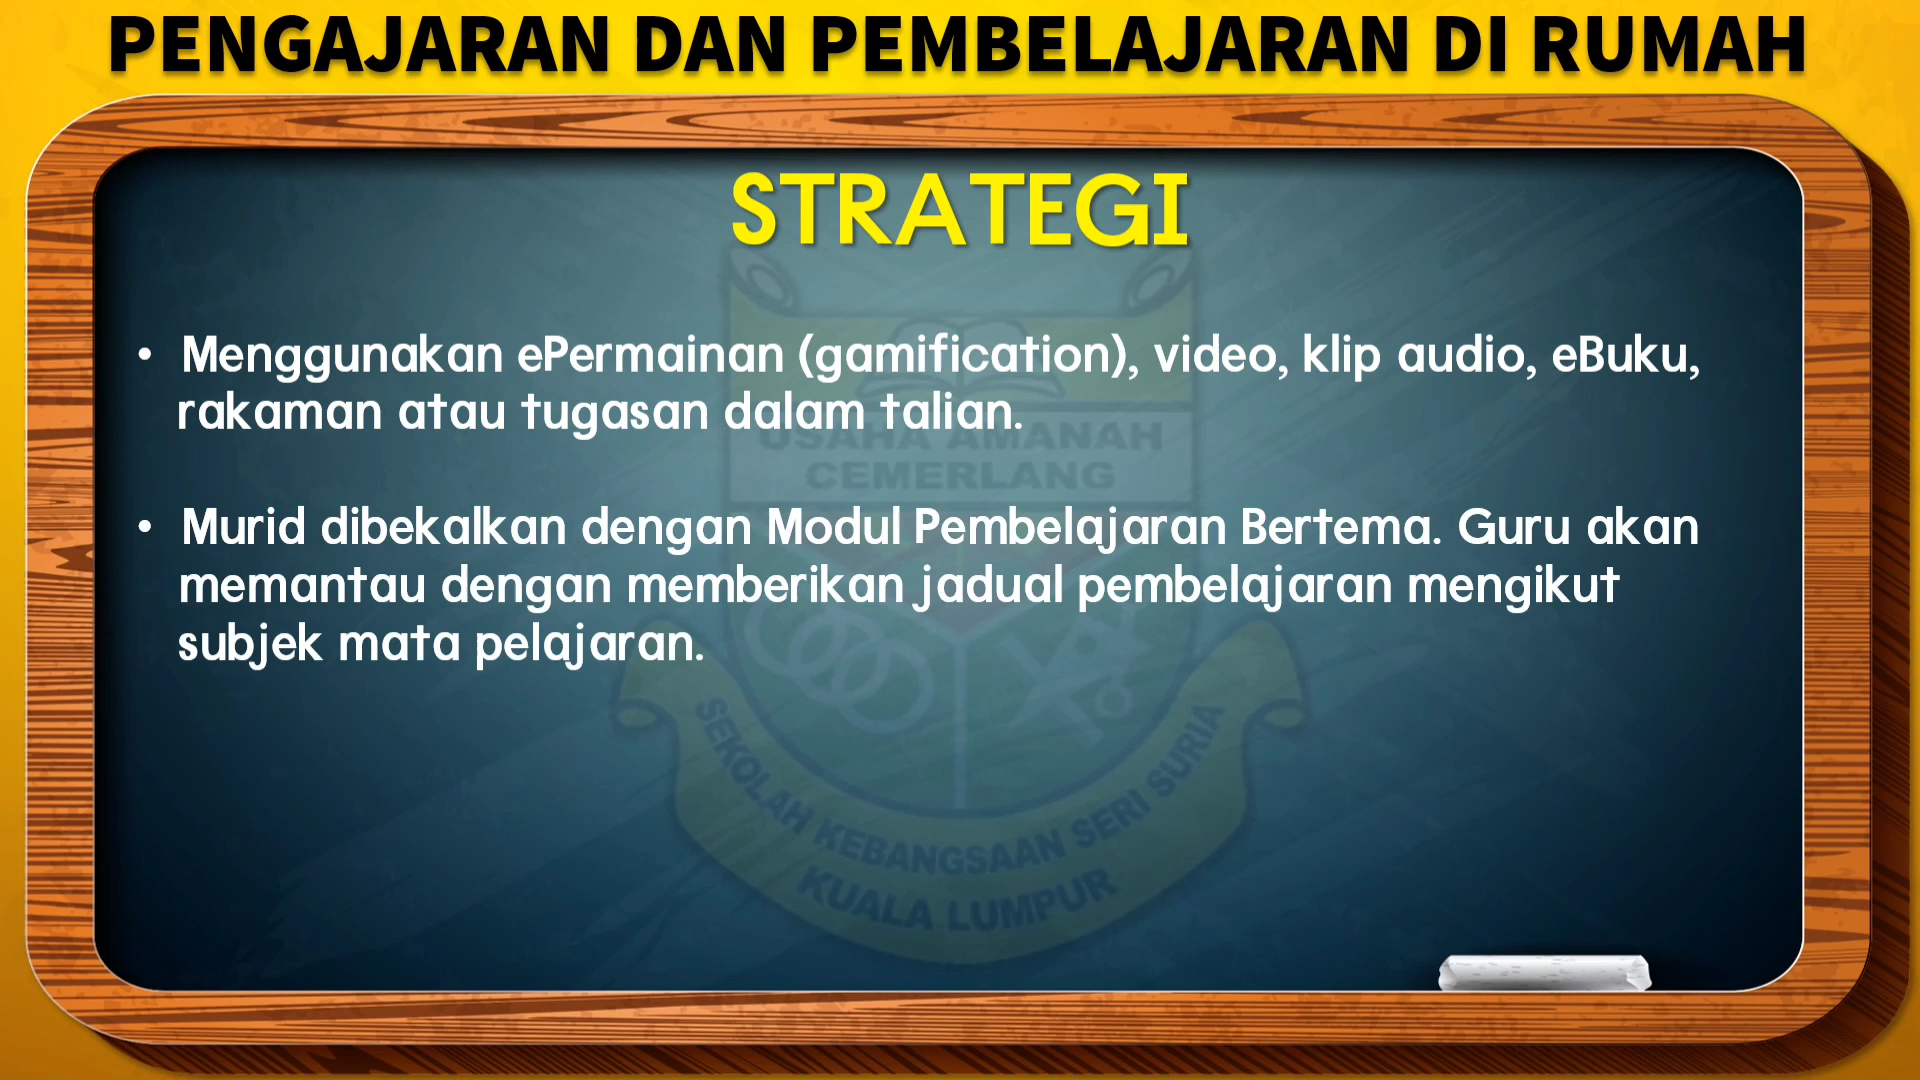 PENGAJARAN DAN PEMBELAJARAN DI RUMAH
STRATEGI
• Menggunakan ePermainan (gamification), video, klip audio, eBuku,
rakaman atau tugasan dalam talian.
USAHA AMANAH
CEMERLANG
• Murid dibekalkan dengan Modul Pembelajaran Bertema. Guru akan
memantau dengan memberikan jadual pembelajaran mengikut
subjek mata pelajaran.
SEKOLAH KEBANGSAAN SERI SURIA
KUALA LUMPUR